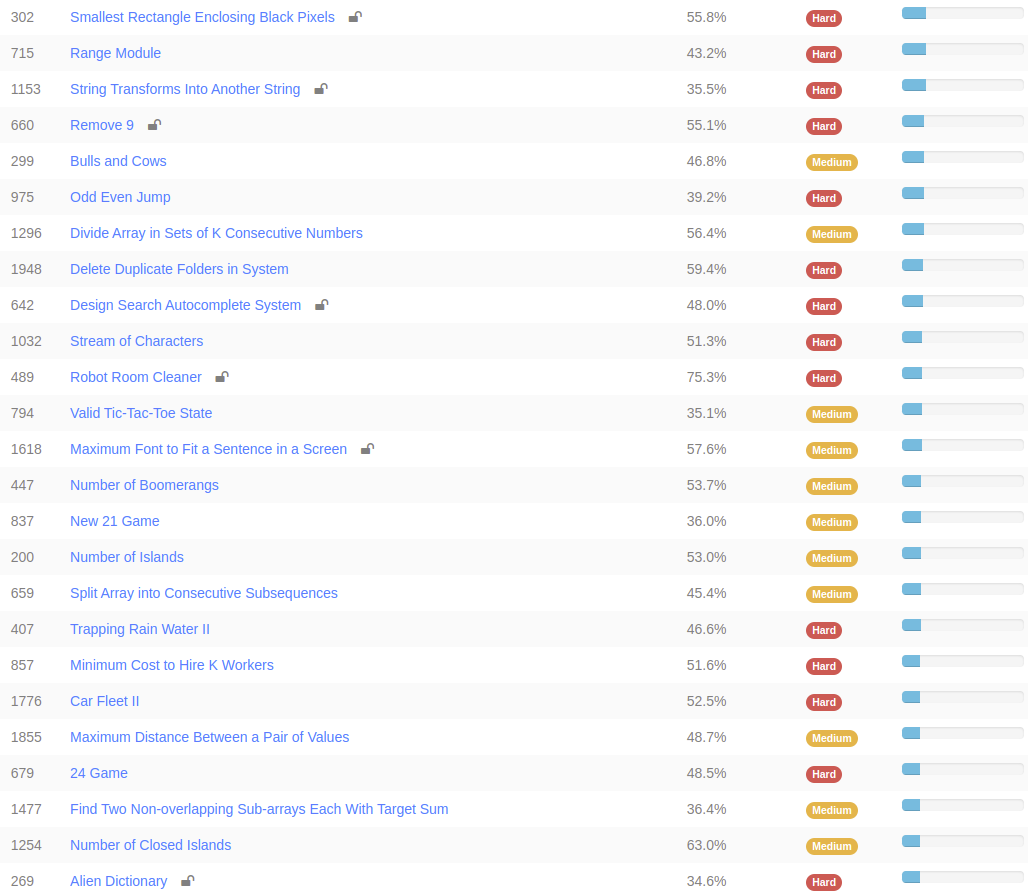 302 Smallest Rectangle Enclosing Black Pixels 55.8% Hard
715 Range Module 43.2% Hard
1153 String Transforms Into Another String 35.5% Hard
660 Remove 9 55.1% Hard
299 Bulls and Cows 46.8% Medium
975 Odd Even Jump 39.2% Hard
1296 Divide Array in Sets of K Consecutive Numbers 56.4% Medium
1948 Delete Duplicate Folders in System 59.4% Hard
642 Design Search Autocomplete System 48.0% Hard
1032 Stream of Characters 51.3% Hard
489 Robot Room Cleaner 75.3% Hard
794 Valid Tic-Tac-Toe State 35.1% Medium
1618 Maximum Font to Fit a Sentence in a Screen 57.6% Medium
447 Number of Boomerangs 53.7% Medium
837 New 21 Game 36.0% Medium
200 Number of Islands 53.0% Medium
659 Split Array into Consecutive Subsequences 45.4% Medium
407 Trapping Rain Water II 46.6% Hard
857 Minimum Cost to Hire K Workers 51.6% Hard
1776 Car Fleet II 52.5% Hard
1855 Maximum Distance Between a Pair of Values 48.7% Medium
679 24 Game 48.5% Hard
1477 Find Two Non-overlapping Sub-arrays Each With Target Sum 36.4% Medium
1254 Number of Closed Islands 63.0% Medium
269 Alien Dictionary 34.6% Hard